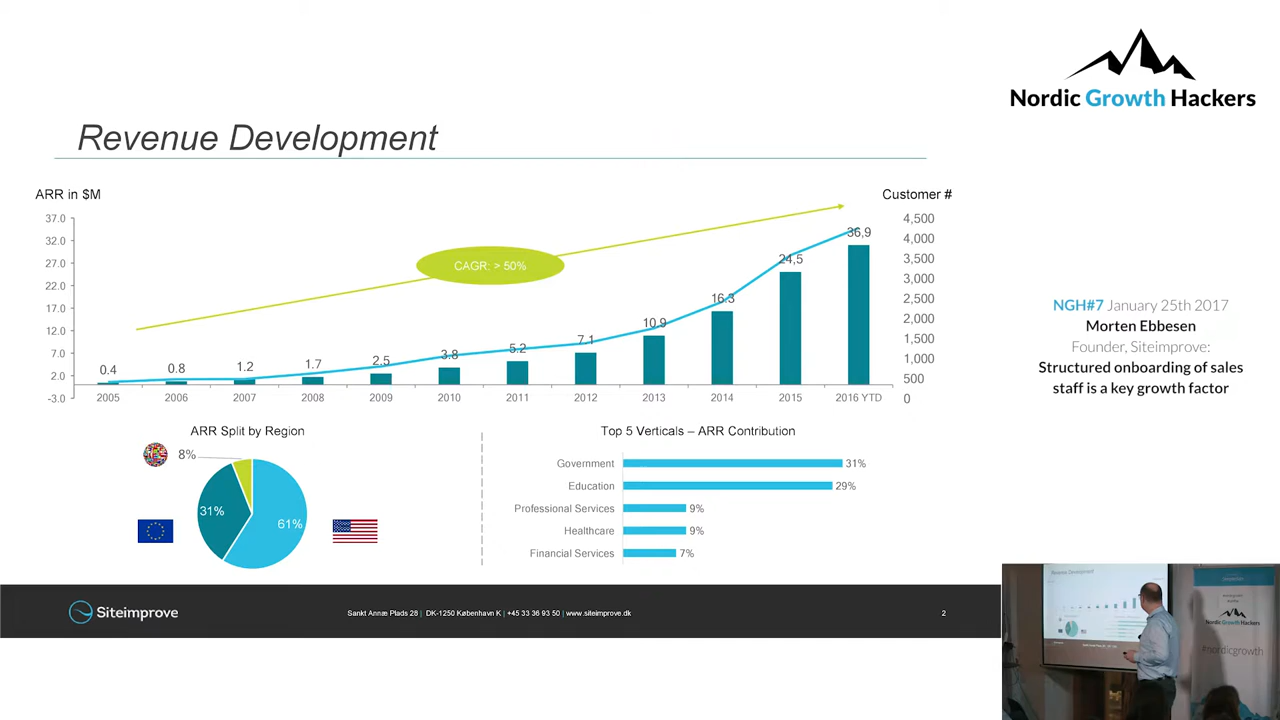 Nordic Growth Hackers
Revenue Development
ARR in $M
Customer #
37.0
32.0
27.0
22.0
17.0
12.0
7.0
2.0
-3.0
4,500
4,000
3,500
3,000
2,500
2,000
1,500
1,000
500
0
CAGR: > 50%
0.4
0.8
1.2
1.7
2.5
3.8
5.2
7.1
10.9
16.3
24,5
36,9
2005
2006
2007
2008
2009
2010
2011
2012
2013
2014
2015
2016 YTD
NGH#7 January 25th 2017
Morten Ebbesen
Founder, Siteimprove:
Structured onboarding of sales
staff is a key growth factor
ARR Split by Region
8%
31%
61%
Top 5 Verticals – ARR Contribution
Government 31%
Education 29%
Professional Services 9%
Healthcare 9%
Financial Services 7%
Siteimprove
Sankt Annæ Plads 28 | DK-1250 København K | +45 33 36 93 50 | www.siteimprove.dk
2
Revenue Development
Nordic Growth Hackers
#nordicgrowth